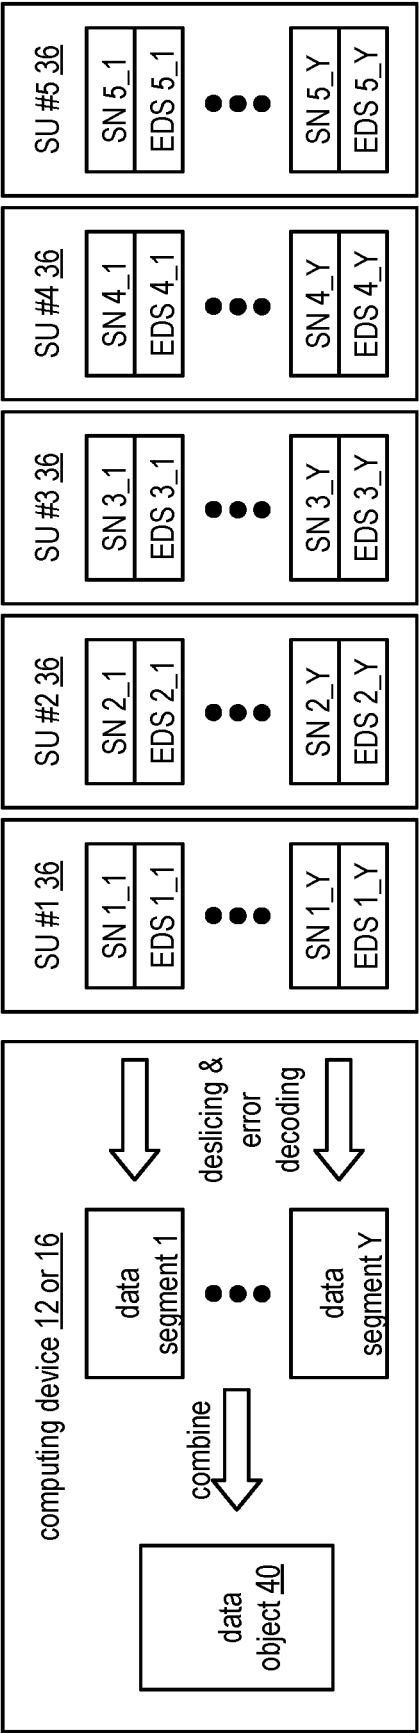 computing device 12 or 16
data
object 40
combine
data
segment 1
data
segment Y
deslicing &
error
decoding
SU #1 36
SN 1_1
EDS 1_1
SN 1_Y
EDS 1_Y
SU #2 36
SN 2_1
EDS 2_1
SN 2_Y
EDS 2_Y
SU #3 36
SN 3_1
EDS 3_1
SN 3_Y
EDS 3_Y
SU #4 36
SN 4_1
EDS 4_1
SN 4_Y
EDS 4_Y
SU #5 36
SN 5_1
EDS 5_1
SN 5_Y
EDS 5_Y